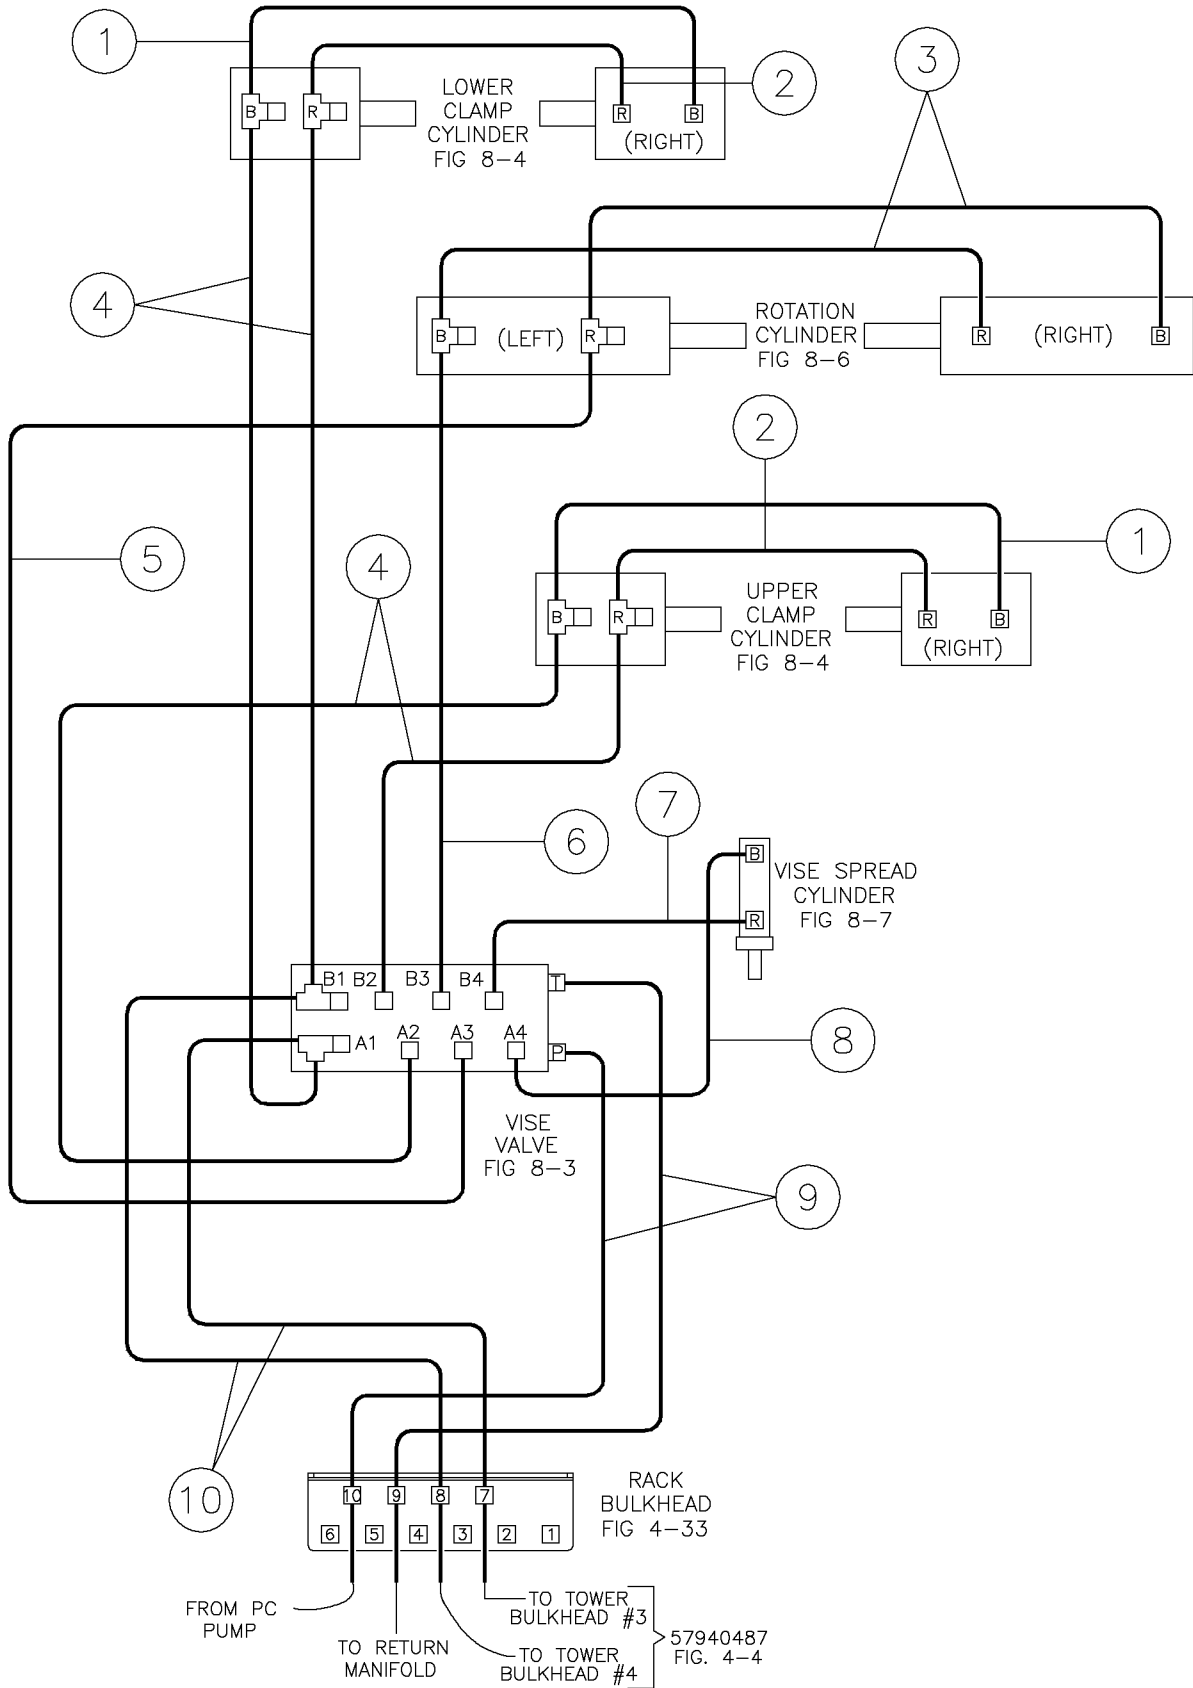 1
2
3
LOWER
CLAMP
CYLINDER
FIG 8-4
B
R
R
B
(RIGHT)
4
ROTATION
CYLINDER
FIG 8-6
B
(LEFT)
R
R
(RIGHT)
B
2
5
4
1
UPPER
CLAMP
CYLINDER
FIG 8-4
B
R
R
B
(RIGHT)
7
6
B
R
VISE SPREAD
CYLINDER
FIG 8-7
B1
B2
B3
B4
T
A1
A2
A3
A4
P
8
VISE
VALVE
FIG 8-3
9
10
RACK
BULKHEAD
FIG 4-33
10
9
8
7
6
5
4
3
2
1
FROM PC
PUMP
TO RETURN
MANIFOLD
TO TOWER
BULKHEAD #3
TO TOWER
BULKHEAD #4
57940487
FIG. 4-4